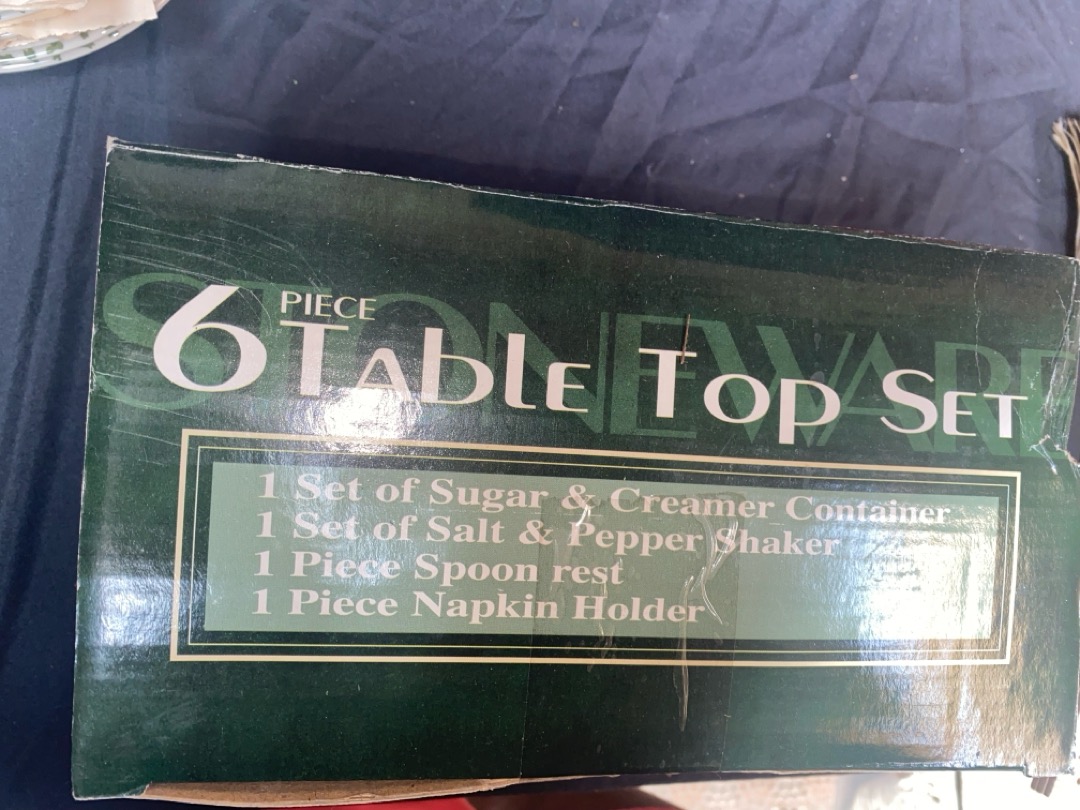 STONEWARE
6 PIECE
Table Top Set
1 Set of Sugar & Creamer Container
1 Set of Salt & Pepper Shaker
1 Piece Spoon rest
1 Piece Napkin Holder